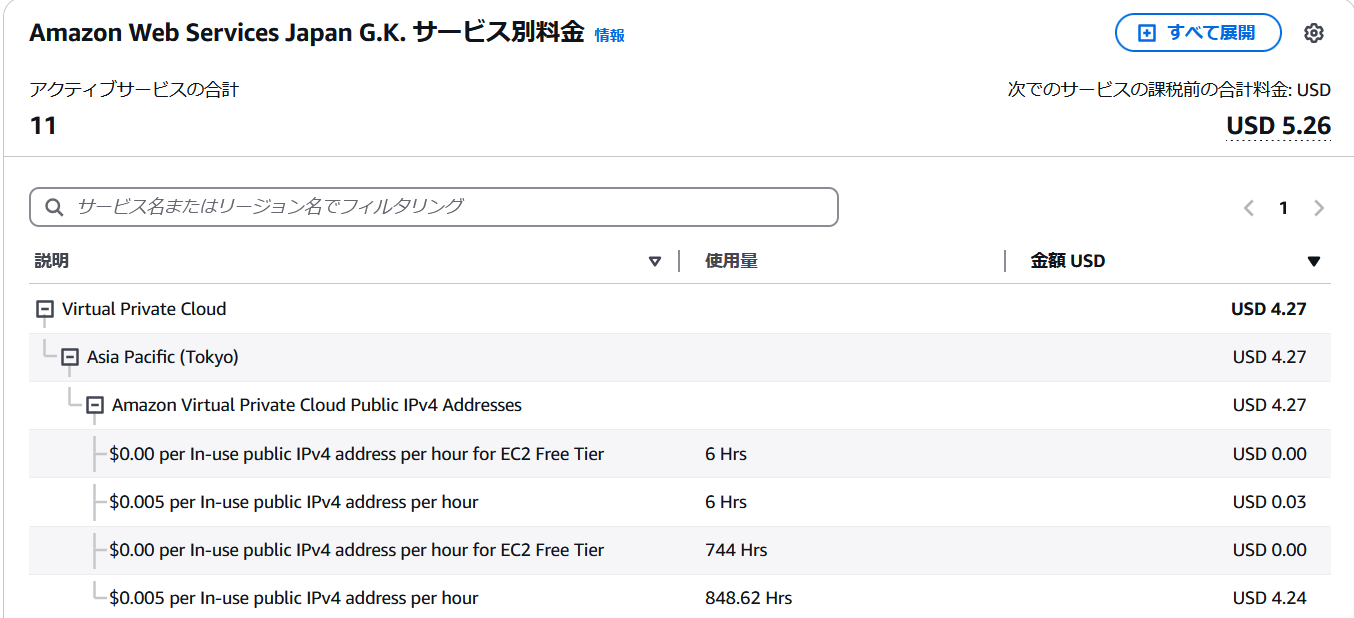 Amazon Web Services Japan G.K. サービス別料金 情報
すべて展開
アクティブサービスの合計
次でのサービスの課税前の合計料金: USD
11
USD 5.26
サービス名またはリージョン名でフィルタリング
1
説明 使用量 金額 USD
Virtual Private Cloud USD 4.27
Asia Pacific (Tokyo) USD 4.27
Amazon Virtual Private Cloud Public IPv4 Addresses USD 4.27
$0.00 per In-use public IPv4 address per hour for EC2 Free Tier 6 Hrs USD 0.00
$0.005 per In-use public IPv4 address per hour 6 Hrs USD 0.03
$0.00 per In-use public IPv4 address per hour for EC2 Free Tier 744 Hrs USD 0.00
$0.005 per In-use public IPv4 address per hour 848.62 Hrs USD 4.24